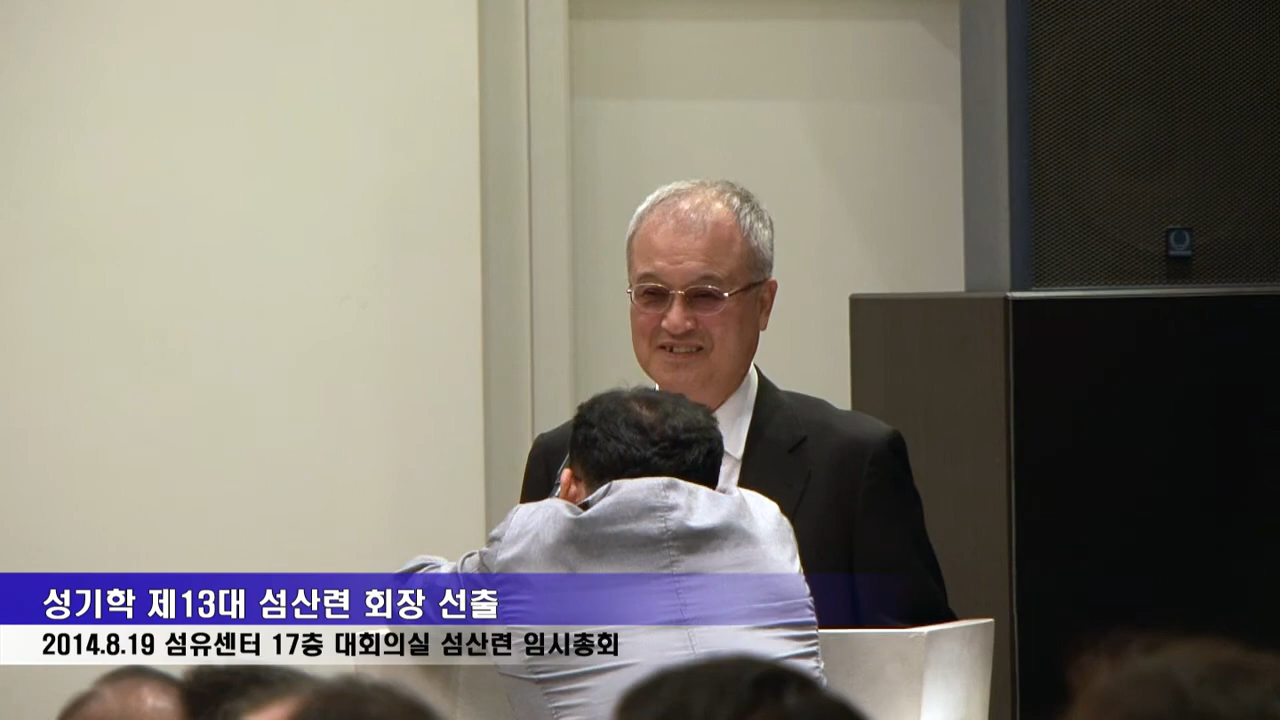 성기학 제13대 섬산련 회장 선출
2014.8.19 섬유센터 17층 대회의실 섬산련 임시총회